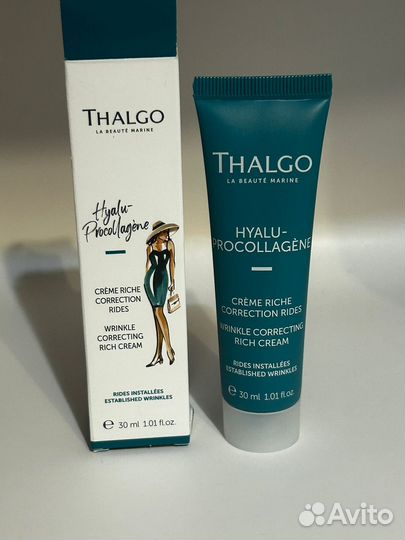 THALGO
LA BEAUTÉ MARINE
Hyalu-
Procollagène
CRÈME RICHE
CORRECTION
RIDES
WRINKLE
CORRECTING
RICH CREAM
RIDES INSTALLÉES
ESTABLISHED WRINKLES
℮ 30 ml 1.01 fl.oz.
THALGO
LA BEAUTÉ MARINE
HYALU-
PROCOLLAGÈNE
CRÈME RICHE
CORRECTION RIDES
WRINKLE CORRECTING
RICH CREAM
RIDES INSTALLÉES
ESTABLISHED WRINKLES
℮ 30 ml 1.01 fl.oz.
Avito